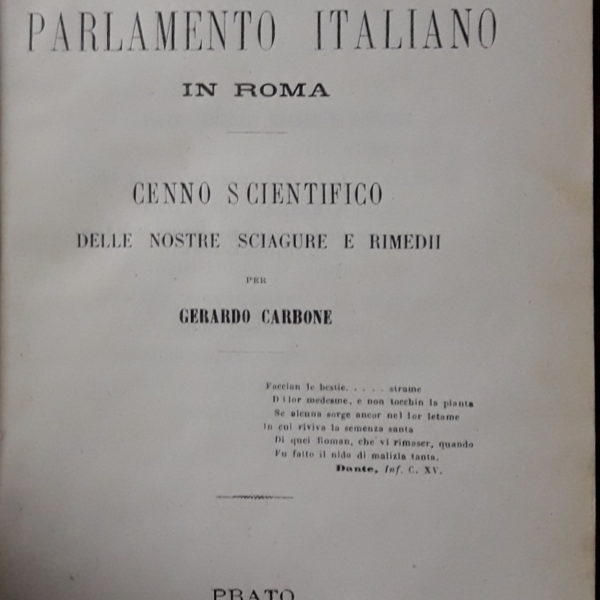 PARLAMENTO ITALIANO
IN ROMA
CENNO SCIENTIFICO
DELLE NOSTRE SCIAGURE E RIMEDII
PER
GERARDO CARBONE
Faccian le bestie. . . . . strame
Di lor medesme, e non tocchin la pianta
Se alcuna sorge ancor nel lor letame
In cui riviva la semenza santa
Di quei Roman, che vi rimaser, quando
Fu fatto il nido di malizia tanta.
Dante, Inf. C. XV.
PRATO